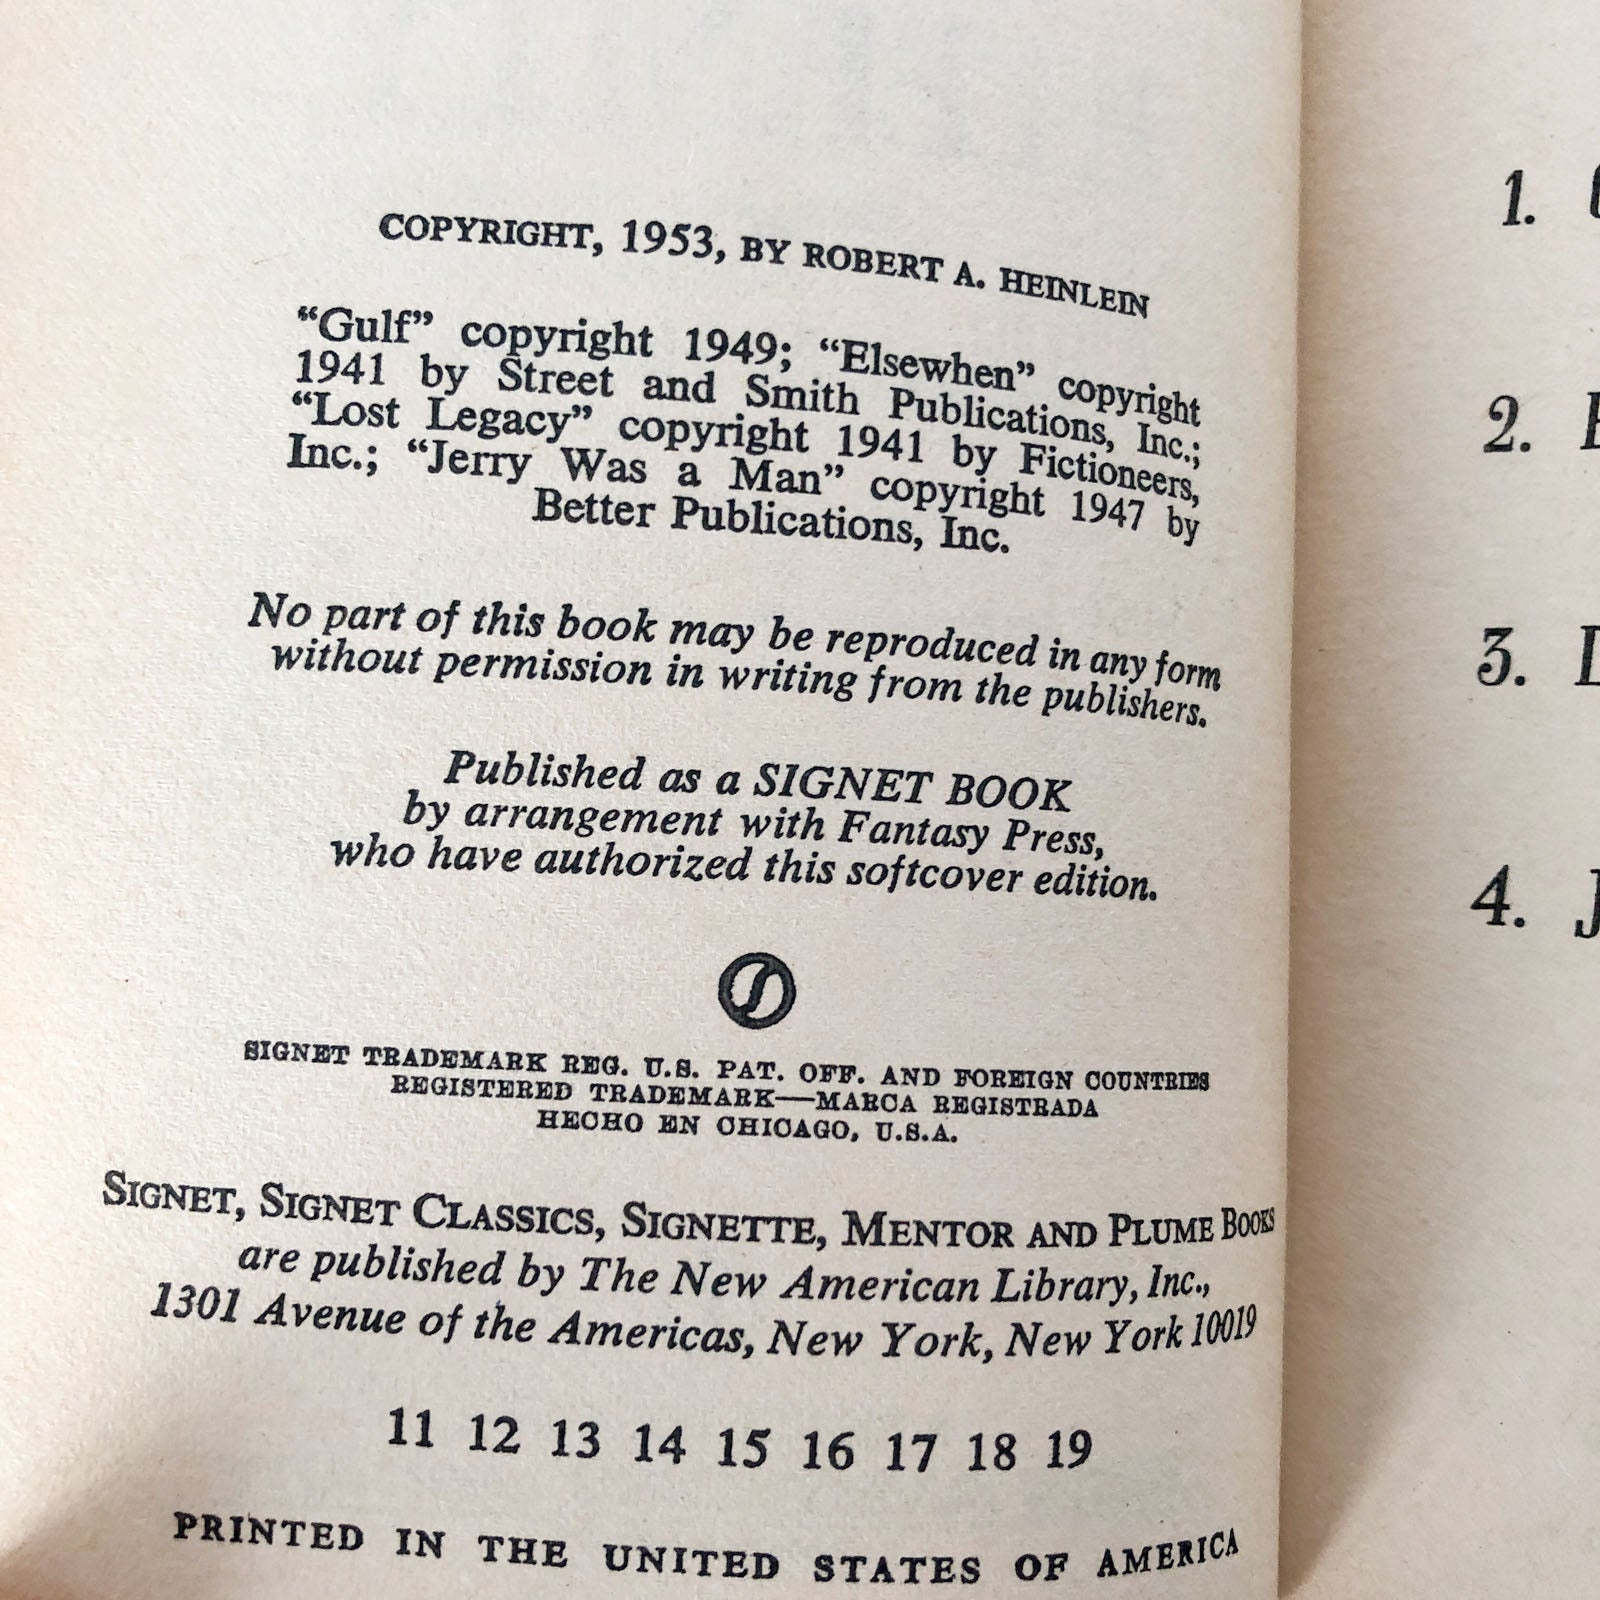 COPYRIGHT, 1953, BY ROBERT A. HEINLEIN
“Gulf” copyright 1949; “Elsewhen” copyright
1941 by Street and Smith Publications, Inc.;
“Lost Legacy” copyright 1941 by Fictioneers,
Inc.; “Jerry Was a Man” copyright 1947 by
Better Publications, Inc.
No part of this book may be reproduced in any form
without permission in writing from the publishers.
Published as a SIGNET BOOK
by arrangement with Fantasy Press,
who have authorized this softcover edition.
SIGNET TRADEMARK REG. U.S. PAT. OFF. AND FOREIGN COUNTRIES
REGISTERED TRADEMARK—MARCA REGISTRADA
HECHO EN CHICAGO, U.S.A.
SIGNET, SIGNET CLASSICS, SIGNETTE, MENTOR AND PLUME BOOKS
are published by The New American Library, Inc.,
1301 Avenue of the Americas, New York, New York 10019
11 12 13 14 15 16 17 18 19
PRINTED IN THE UNITED STATES OF AMERICA
1.
2.
3.
4.